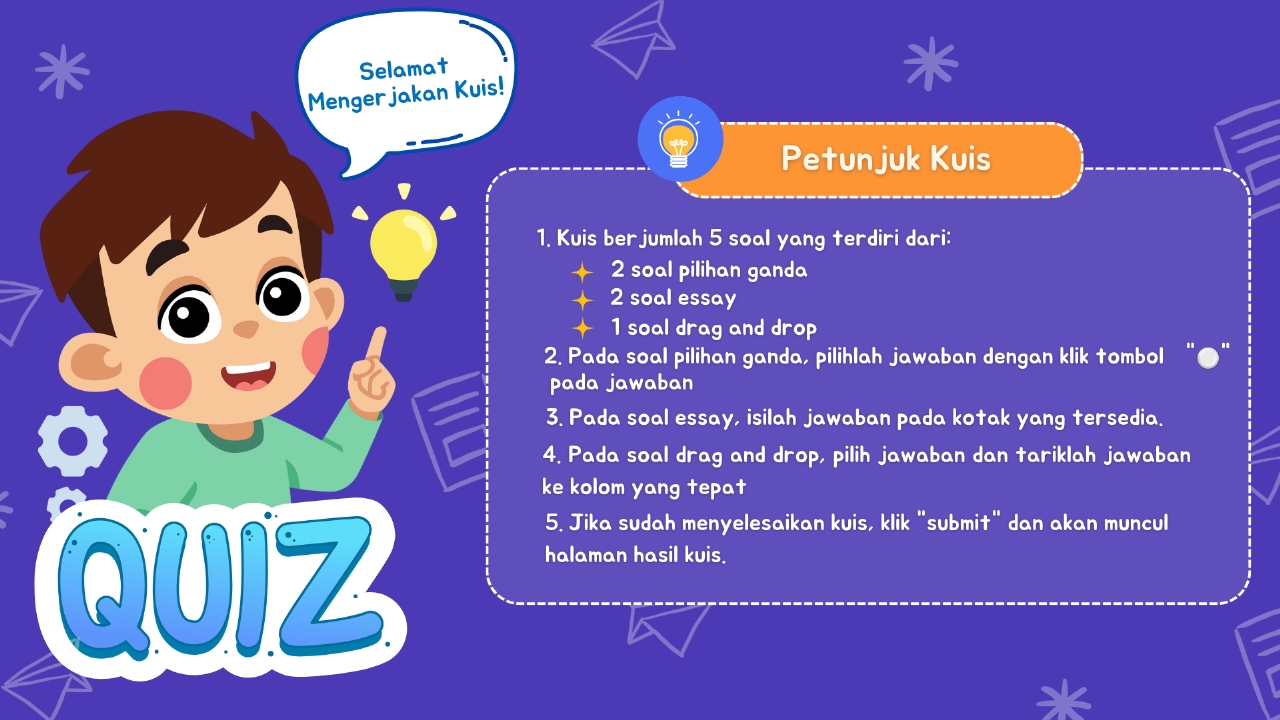 Selamat
Mengerjakan Kuis!
Petunjuk Kuis
1. Kuis berjumlah 5 soal yang terdiri dari:
2 soal pilihan ganda
2 soal essay
1 soal drag and drop
2. Pada soal pilihan ganda, pilihlah jawaban dengan klik tombol " "
pada jawaban
3. Pada soal essay, isilah jawaban pada kotak yang tersedia.
4. Pada soal drag and drop, pilih jawaban dan tariklah jawaban
ke kolom yang tepat
5. Jika sudah menyelesaikan kuis, klik "submit" dan akan muncul
halaman hasil kuis.
QUIZ